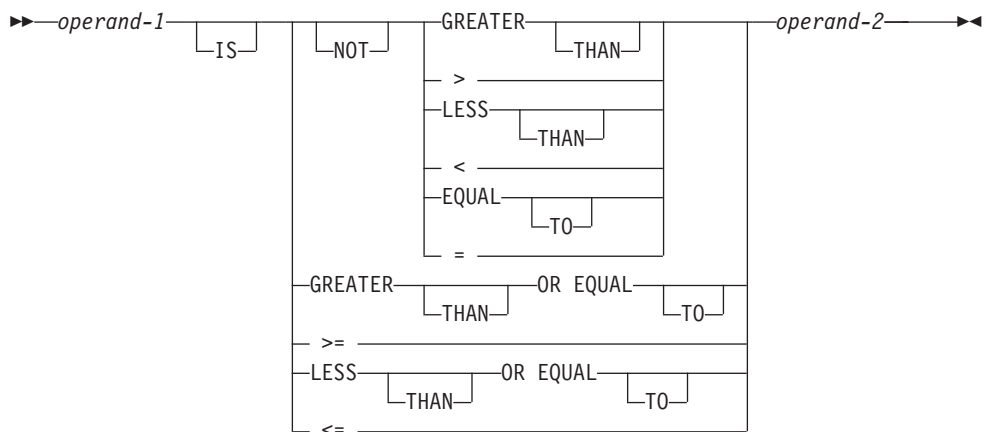 operand-1 GREATER operand-2
IS NOT THAN
>
LESS
THAN
<
EQUAL
TO
=
GREATER OR EQUAL
THAN TO
>=
LESS OR EQUAL
THAN TO
<=